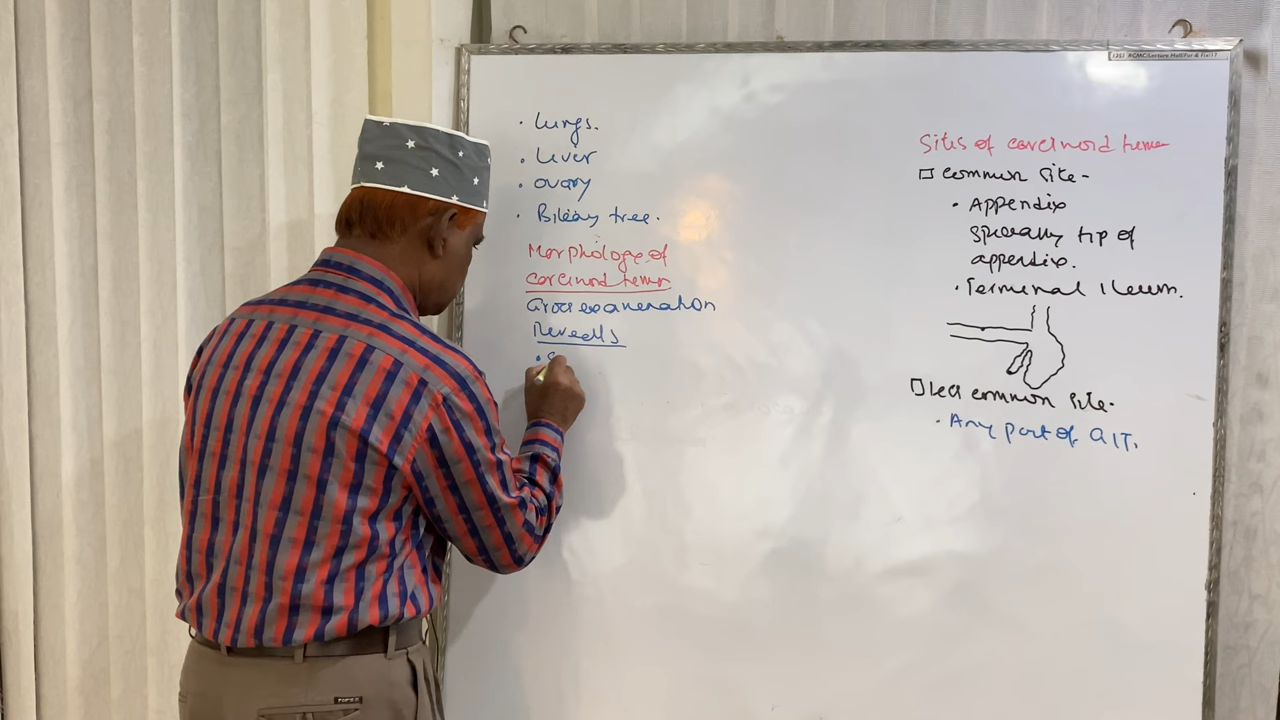 · Lungs.
· Liver
· ovary
· Biliary tree.
Morphology of
carcinoid tumor
Gross examination
Reveals
Sites of carcinoid tumor
□ common site-
· Appendix
specially tip of
appendix.
· Terminal ileum.
□ Less common site-
· Any part of GIT.